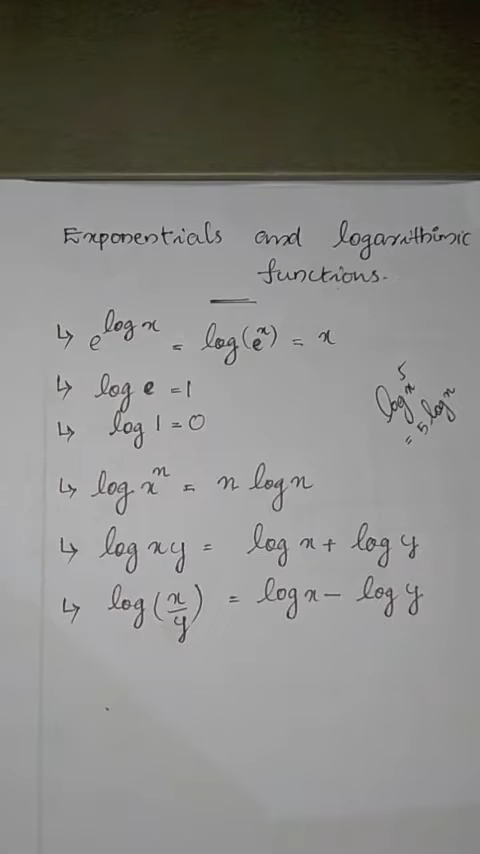 Exponentials and logarithimic
functions.
↳ e^{log x} = log(e^x) = x
↳ log e = 1
↳ log 1 = 0
log x^5
= 5 log x
↳ log x^n = n log x
↳ log xy = log x + log y
↳ log(x/y) = log x - log y